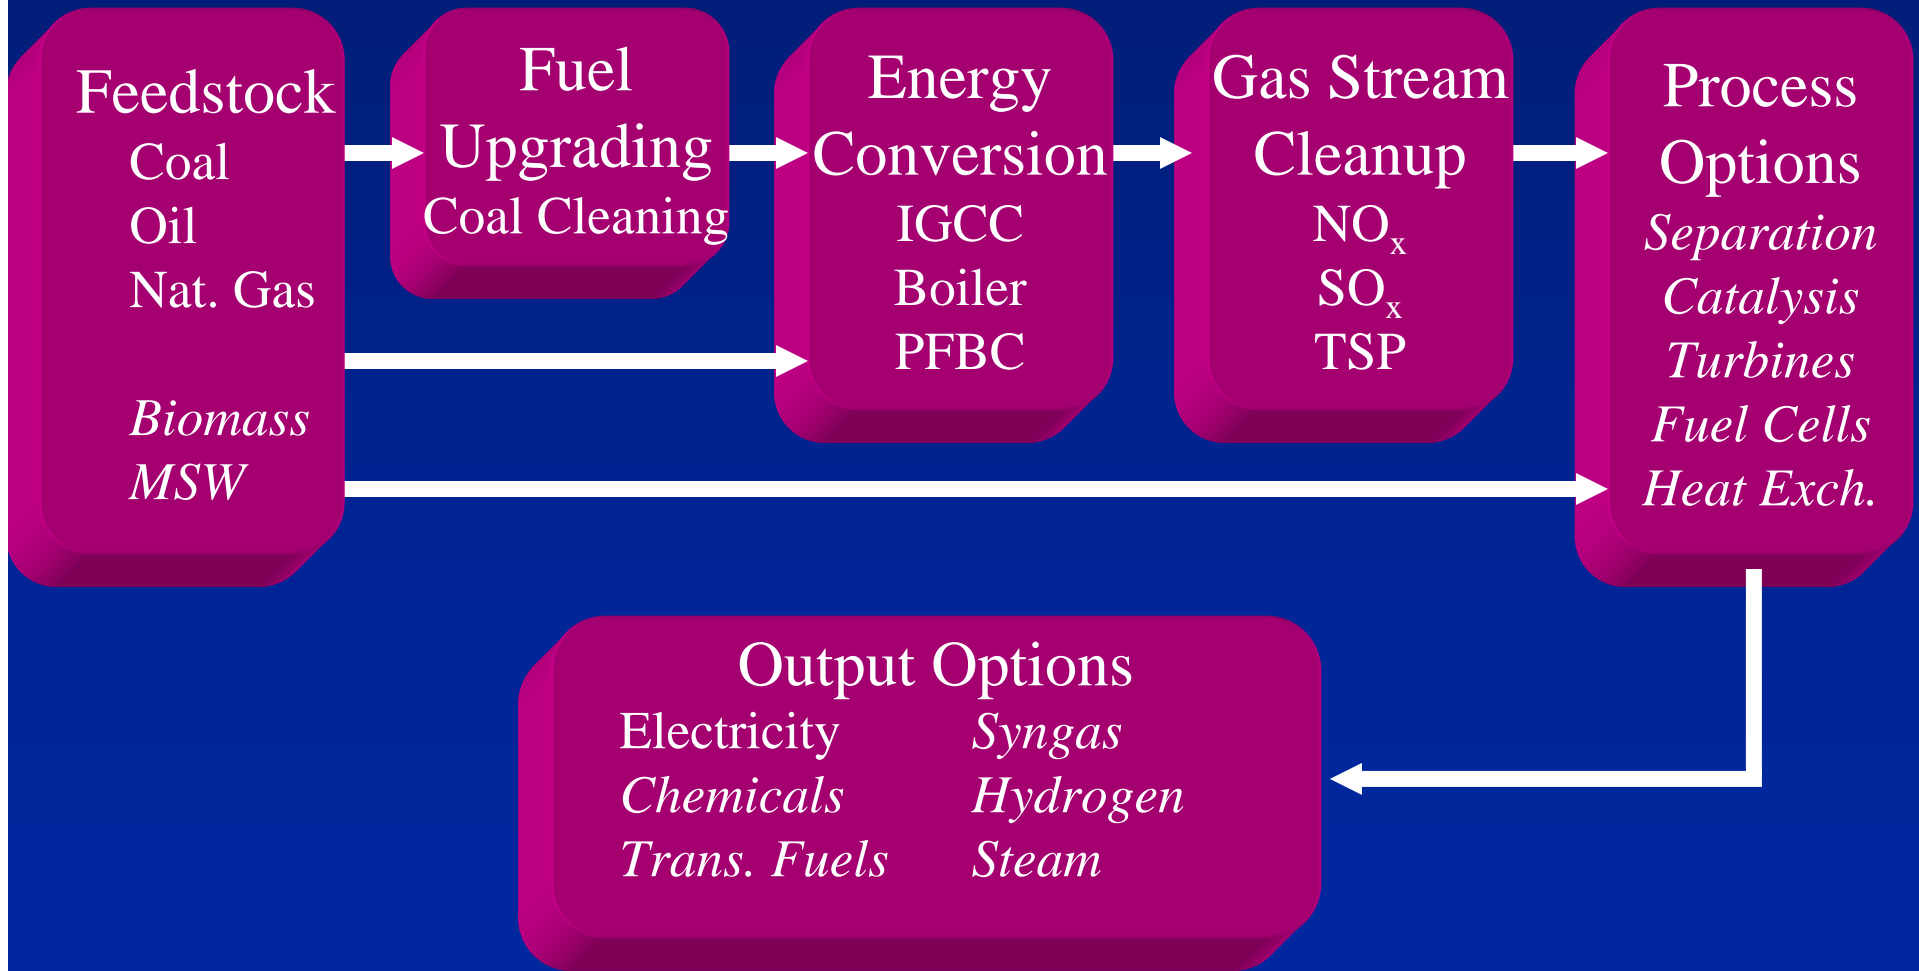 Feedstock
Coal
Oil
Nat. Gas
Biomass
MSW
Fuel
Upgrading
Coal Cleaning
Energy
Conversion
IGCC
Boiler
PFBC
Gas Stream
Cleanup
NOx
SOx
TSP
Process
Options
Separation
Catalysis
Turbines
Fuel Cells
Heat Exch.
Output Options
Electricity Syngas
Chemicals Hydrogen
Trans. Fuels Steam